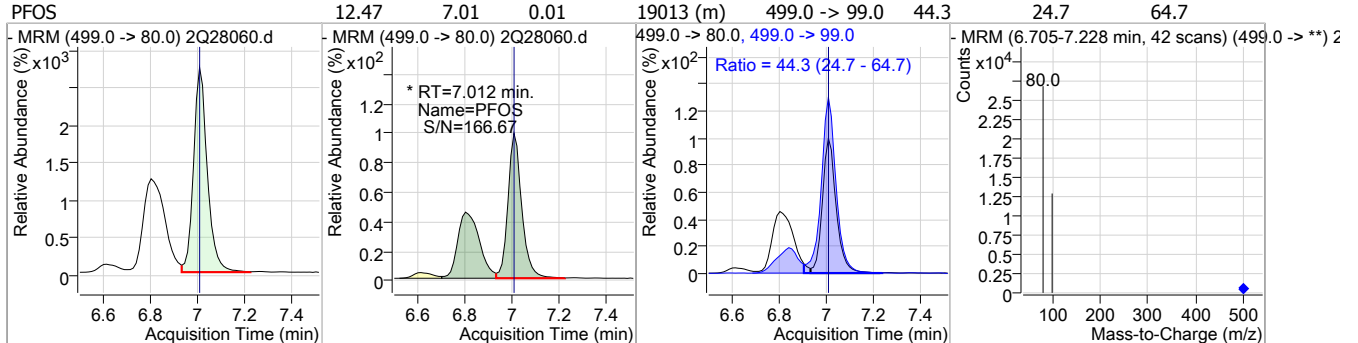 PFOS 12.47 7.01 0.01 19013 (m) 499.0 -> 99.0 44.3 24.7 64.7
- MRM (499.0 -> 80.0) 2Q28060.d
Relative Abundance (%)
x10³
2
1.5
1
0.5
0
6.6 6.8 7 7.2 7.4
Acquisition Time (min)
- MRM (499.0 -> 80.0) 2Q28060.d
Relative Abundance (%)
x10²
* RT=7.012 min.
Name=PFOS
S/N=166.67
1.2
1
0.8
0.6
0.4
0.2
0
6.6 6.8 7 7.2 7.4
Acquisition Time (min)
499.0 -> 80.0, 499.0 -> 99.0
Relative Abundance (%)
x10²
Ratio = 44.3 (24.7 - 64.7)
1.2
1
0.8
0.6
0.4
0.2
0
6.6 6.8 7 7.2 7.4
Acquisition Time (min)
- MRM (6.705-7.228 min, 42 scans) (499.0 -> **) 2
Counts
x10⁴
80.0
2.5
2.25
2
1.75
1.5
1.25
1
0.75
0.5
0.25
0
100 200 300 400 500
Mass-to-Charge (m/z)